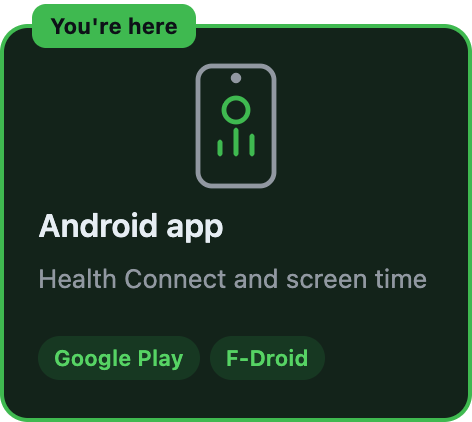 You're here
Android app
Health Connect and screen time
Google Play
F-Droid